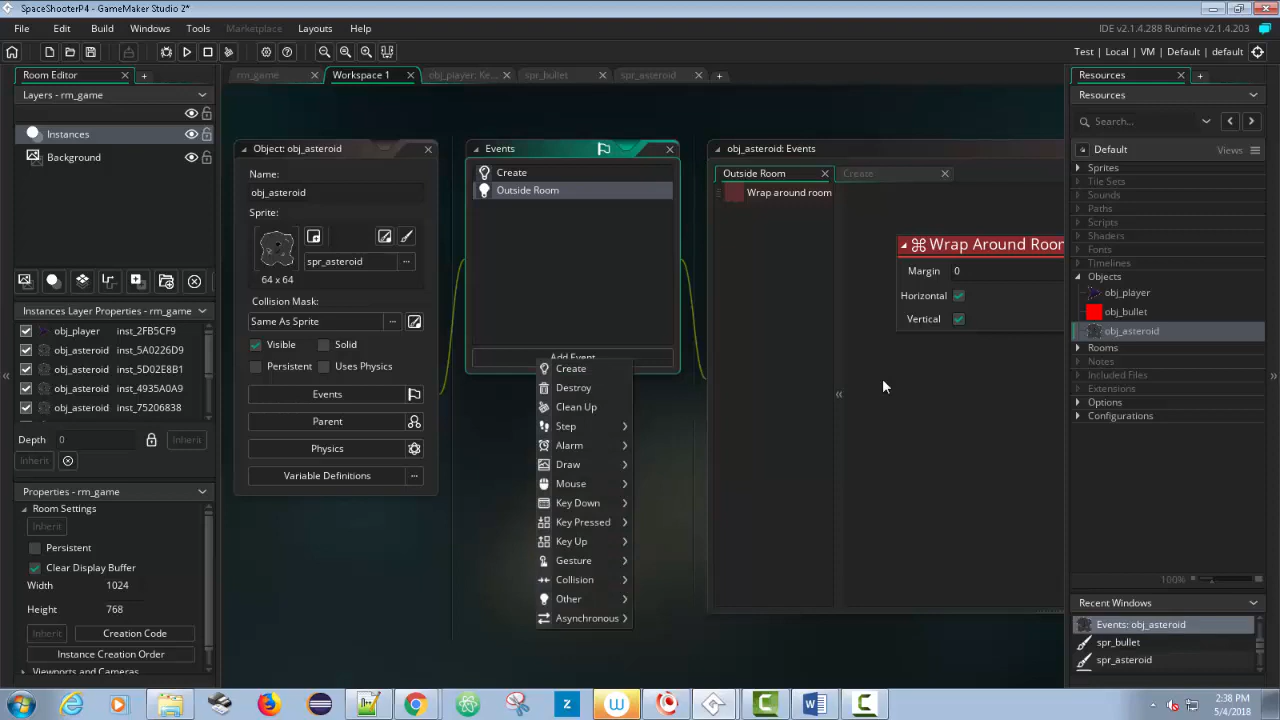 SpaceShooterP4 - GameMaker Studio 2*
File Edit Build Windows Tools Marketplace Layouts Help
IDE v2.1.4.288 Runtime v2.1.4.203
Test | Local | VM | Default | default
Room Editor
rm_game
Workspace 1
obj_player: Ke...
spr_bullet
spr_asteroid
Resources
Layers - rm_game
Instances
Background
Instances Layer Properties - rm_game
obj_player inst_2FB5CF9
obj_asteroid inst_5A0226D9
obj_asteroid inst_5D02E8B1
obj_asteroid inst_4935A0A9
obj_asteroid inst_75206838
Depth 0 Inherit
Inherit
Properties - rm_game
Room Settings
Inherit
Persistent
Clear Display Buffer
Width 1024
Height 768
Inherit Creation Code
Instance Creation Order
Viewports and Cameras
Object: obj_asteroid
Name:
obj_asteroid
Sprite:
spr_asteroid ...
64 x 64
Collision Mask:
Same As Sprite ...
Visible Solid
Persistent Uses Physics
Events
Parent
Physics
Variable Definitions ...
Events
Create
Outside Room
Add Event
Create
Destroy
Clean Up
Step
Alarm
Draw
Mouse
Key Down
Key Pressed
Key Up
Gesture
Collision
Other
Asynchronous
obj_asteroid: Events
Outside Room
Create
Wrap around room
Wrap Around Roor
Margin 0
Horizontal
Vertical
Resources
Search...
Default Views
Sprites
Tile Sets
Sounds
Paths
Scripts
Shaders
Fonts
Timelines
Objects
obj_player
obj_bullet
obj_asteroid
Rooms
Notes
Included Files
Extensions
Options
Configurations
100%
Recent Windows
Events: obj_asteroid
spr_bullet
spr_asteroid
2:38 PM
5/4/2018